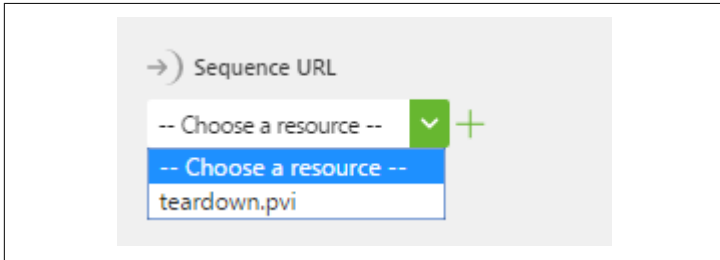 Sequence URL
-- Choose a resource --
-- Choose a resource --
teardown.pvi